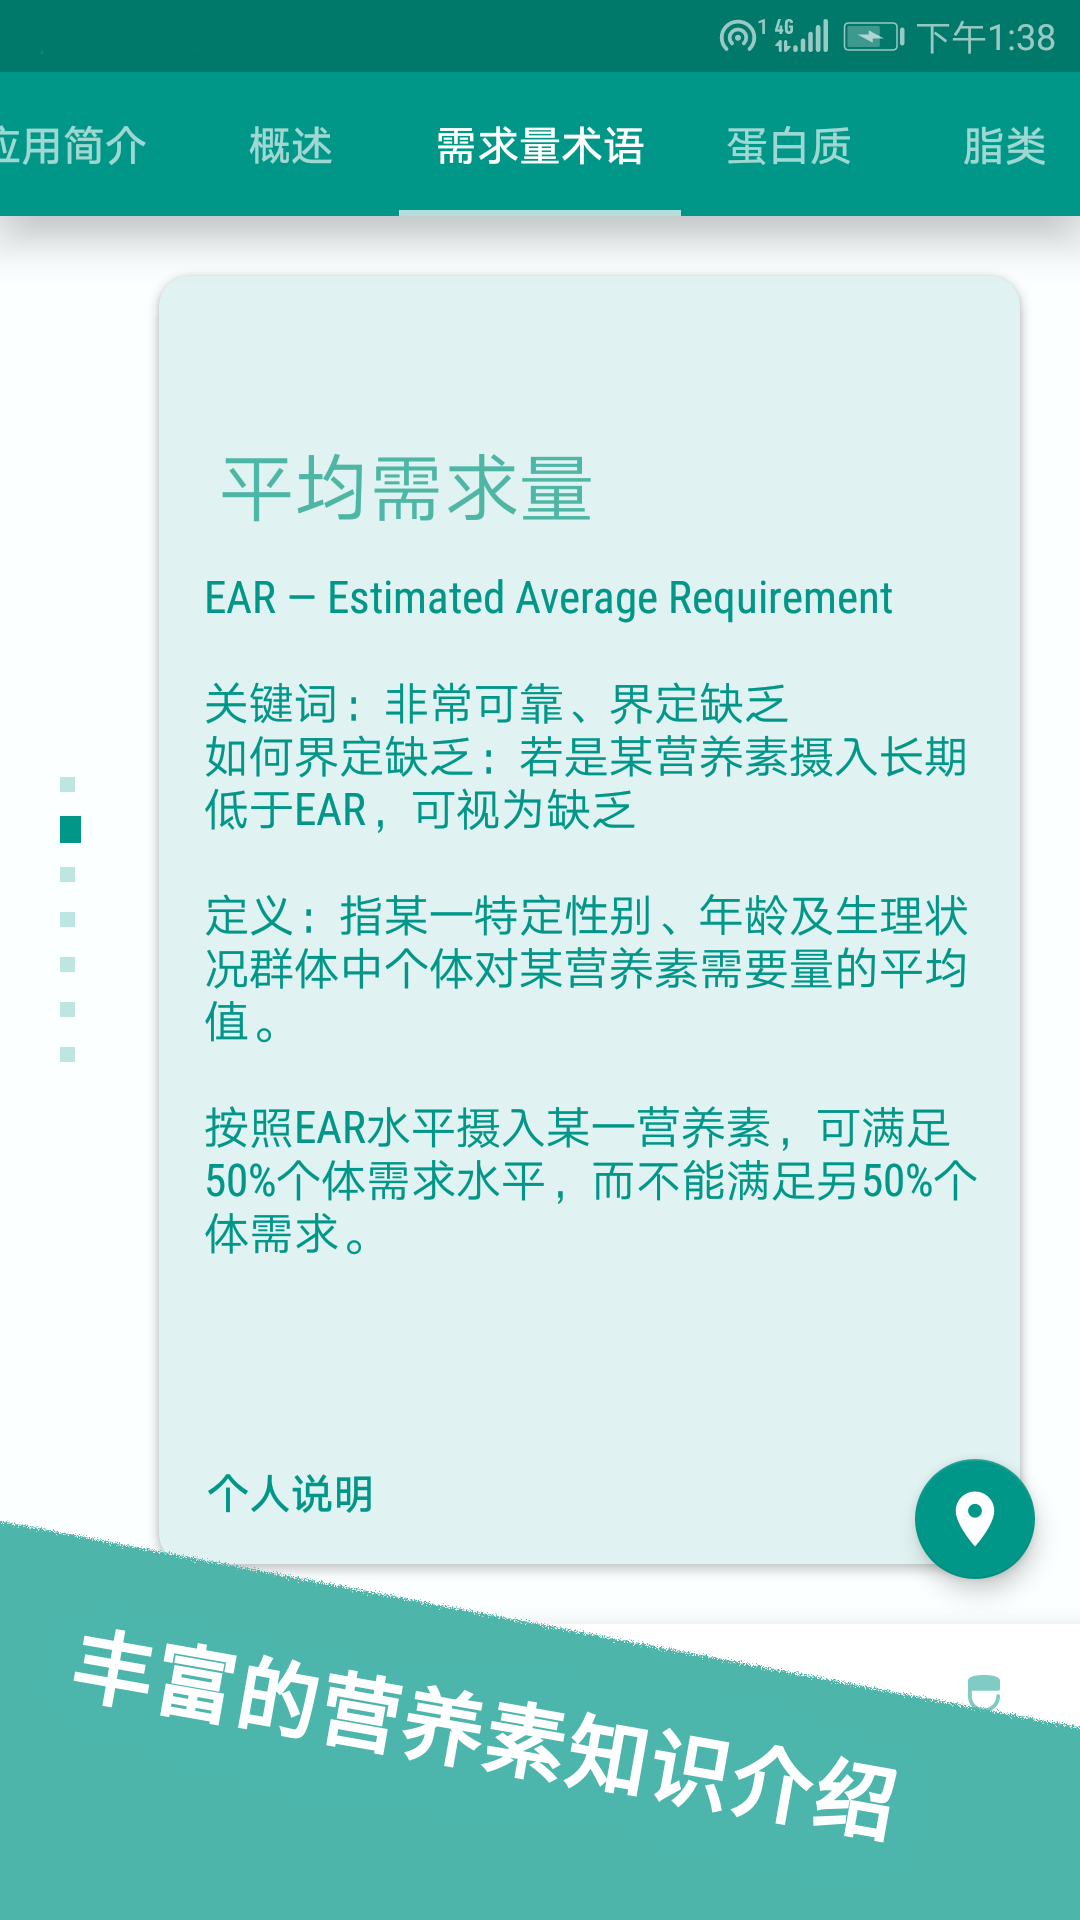 1 4G 下午1:38
应用简介 概述 需求量术语 蛋白质 脂类
平均需求量
EAR – Estimated Average Requirement
关键词：非常可靠、界定缺乏
如何界定缺乏：若是某营养素摄入长期
低于EAR，可视为缺乏
定义：指某一特定性别、年龄及生理状
况群体中个体对某营养素需要量的平均
值。
按照EAR水平摄入某一营养素，可满足
50%个体需求水平，而不能满足另50%个
体需求。
个人说明
丰富的营养素知识介绍